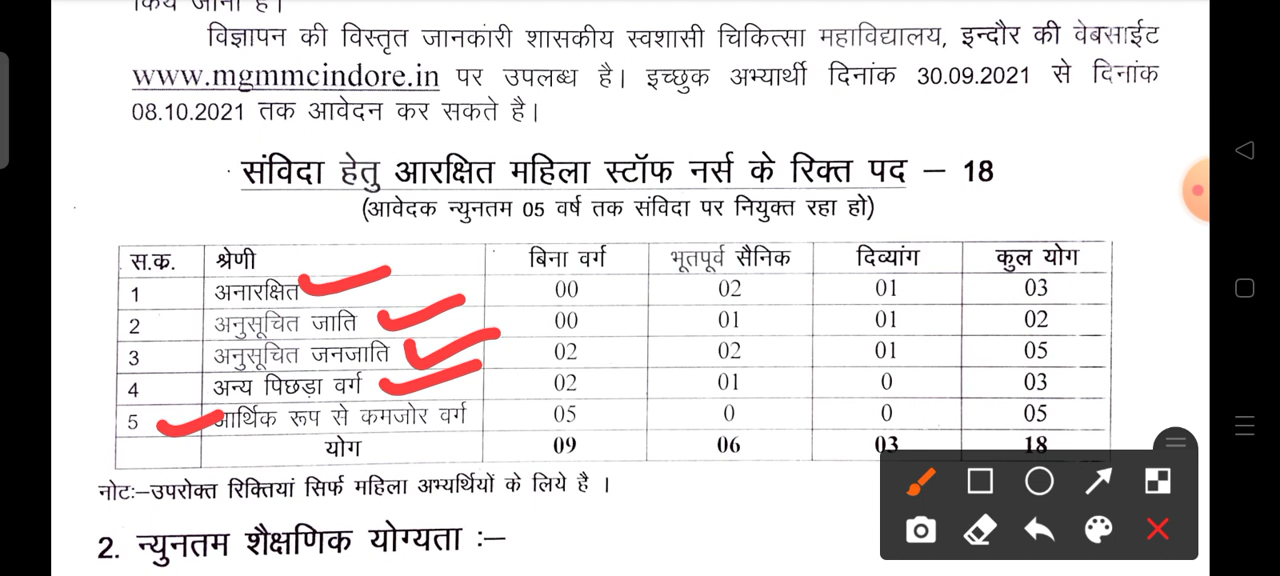 किये जाना है।
विज्ञापन की विस्तृत जानकारी शासकीय स्वशासी चिकित्सा महाविद्यालय, इन्दौर की वेबसाईट
www.mgmmcindore.in पर उपलब्ध है। इच्छुक अभ्यार्थी दिनांक 30.09.2021 से दिनांक
08.10.2021 तक आवेदन कर सकते है।
संविदा हेतु आरक्षित महिला स्टॉफ नर्स के रिक्त पद – 18
(आवेदक न्युनतम 05 वर्ष तक संविदा पर नियुक्त रहा हो)
स.क. श्रेणी बिना वर्ग भूतपूर्व सैनिक दिव्यांग कुल योग
1 अनारक्षित 00 02 01 03
2 अनुसूचित जाति 00 01 01 02
3 अनुसूचित जनजाति 02 02 01 05
4 अन्य पिछड़ा वर्ग 02 01 0 03
5 आर्थिक रूप से कमजोर वर्ग 05 0 0 05
योग 09 06 03 18
नोटः–उपरोक्त रिक्तियां सिर्फ महिला अभ्यर्थियों के लिये है ।
2. न्युनतम शैक्षणिक योग्यता :–